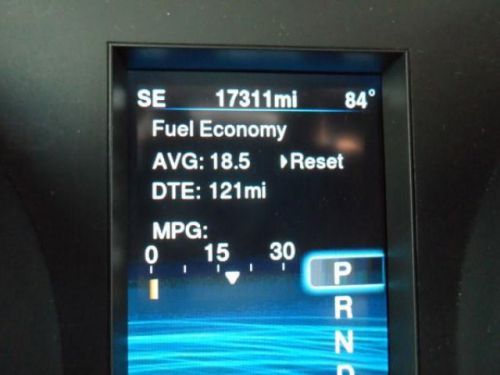 SE 17311mi 84°
Fuel Economy
AVG: 18.5 Reset
DTE: 121mi
MPG:
0 15 30
P
R
N